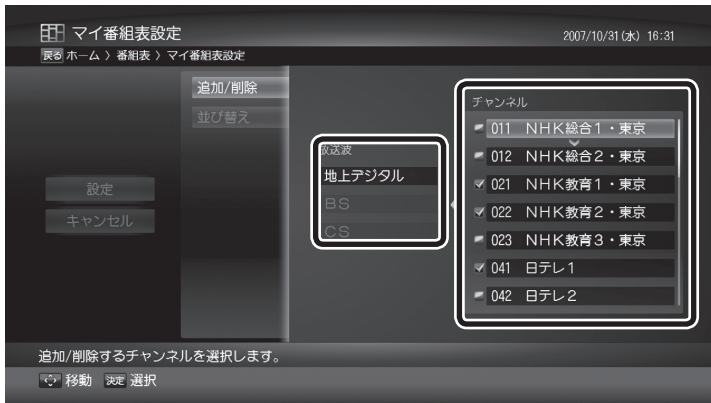 マイ番組表設定
2007/10/31(水) 16:31
戻る ホーム 〉 番組表 〉 マイ番組表設定
追加/削除
並び替え
設定
キャンセル
放送波
地上デジタル
BS
CS
チャンネル
011 NHK総合1・東京
012 NHK総合2・東京
021 NHK教育1・東京
022 NHK教育2・東京
023 NHK教育3・東京
041 日テレ1
042 日テレ2
追加/削除するチャンネルを選択します。
移動 決定 選択